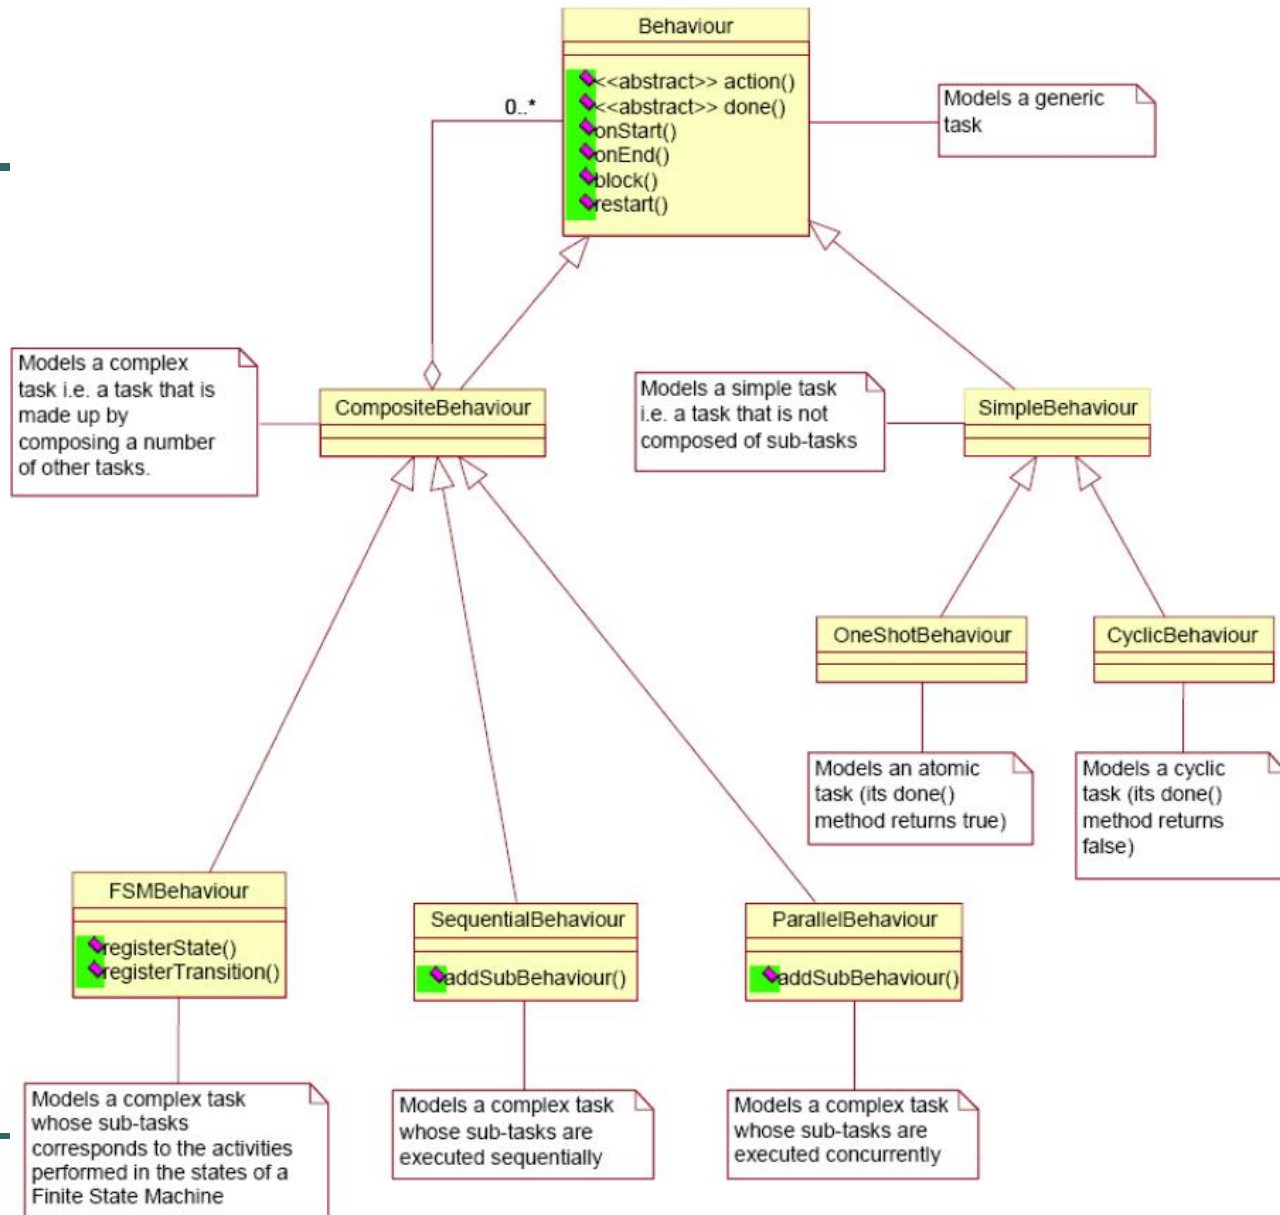 Behaviour
<<abstract>> action()
<<abstract>> done()
onStart()
onEnd()
block()
restart()
0..*
Models a generic
task
Models a complex
task i.e. a task that is
made up by
composing a number
of other tasks.
CompositeBehaviour
Models a simple task
i.e. a task that is not
composed of sub-tasks
SimpleBehaviour
OneShotBehaviour
CyclicBehaviour
Models an atomic
task (its done()
method returns true)
Models a cyclic
task (its done()
method returns
false)
FSMBehaviour
registerState()
registerTransition()
SequentialBehaviour
addSubBehaviour()
ParallelBehaviour
addSubBehaviour()
Models a complex task
whose sub-tasks
corresponds to the activities
performed in the states of a
Finite State Machine
Models a complex task
whose sub-tasks are
executed sequentially
Models a complex task
whose sub-tasks are
executed concurrently